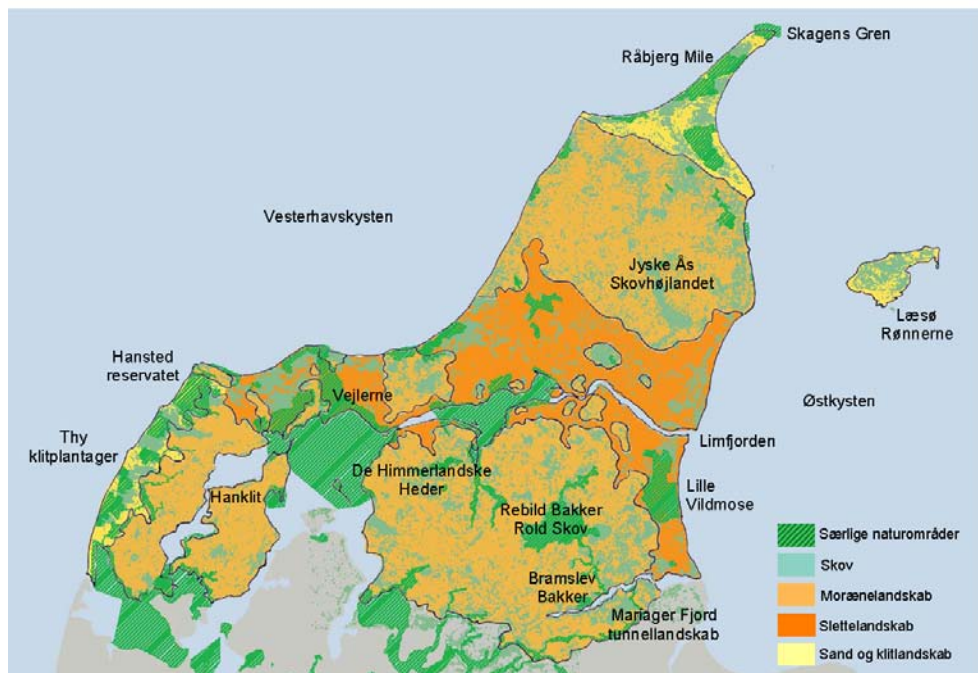 Skagens Gren
Råbjerg Mile
Vesterhavskysten
Jyske Ås
Skovhøjlandet
Læsø
Rønnerne
Hansted
reservatet
Vejlerne
Østkysten
Thy
klitplantager
Limfjorden
De Himmerlandske
Heder
Hanklit
Lille
Vildmose
Rebild Bakker
Rold Skov
Bramslev
Bakker
Mariager Fjord
tunnellandskab
Særlige naturområder
Skov
Morænelandskab
Slettelandskab
Sand og klitlandskab